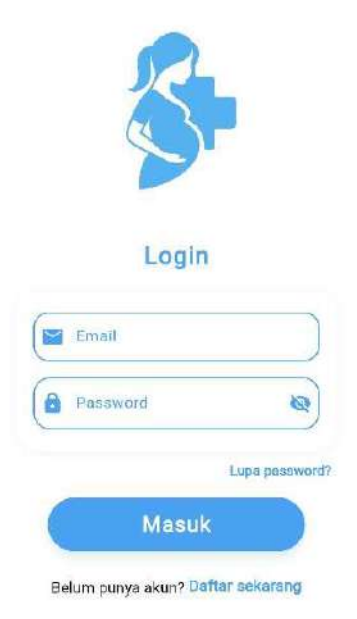 Login
Email
Password
Lupa password?
Masuk
Belum punya akun? Daftar sekarang